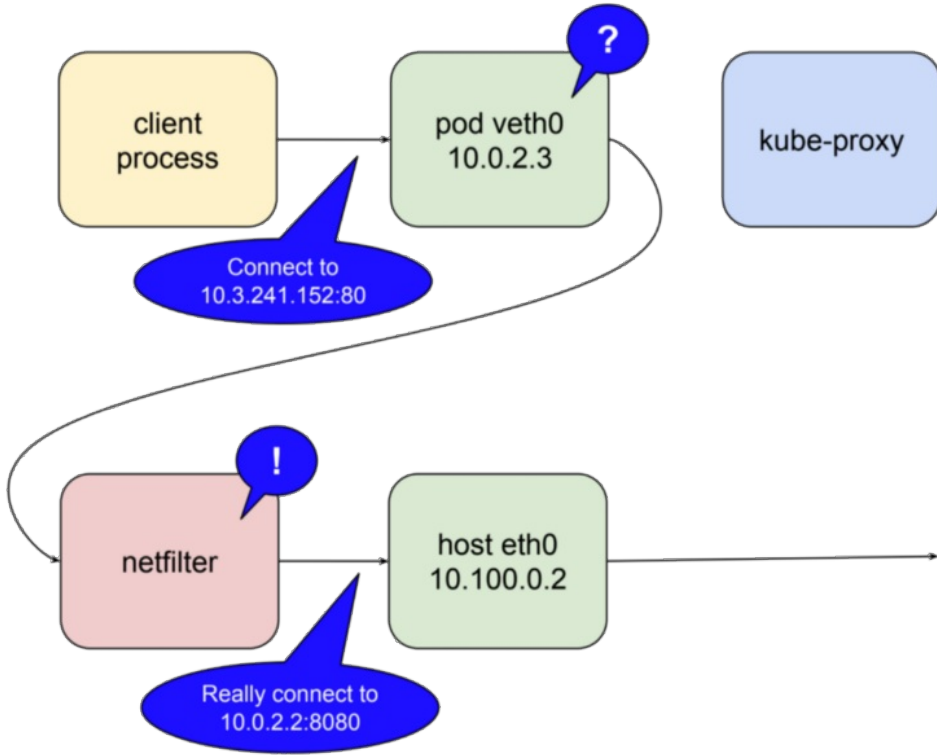 ?
client
process
pod veth0
10.0.2.3
kube-proxy
Connect to
10.3.241.152:80
!
netfilter
host eth0
10.100.0.2
Really connect to
10.0.2.2:8080